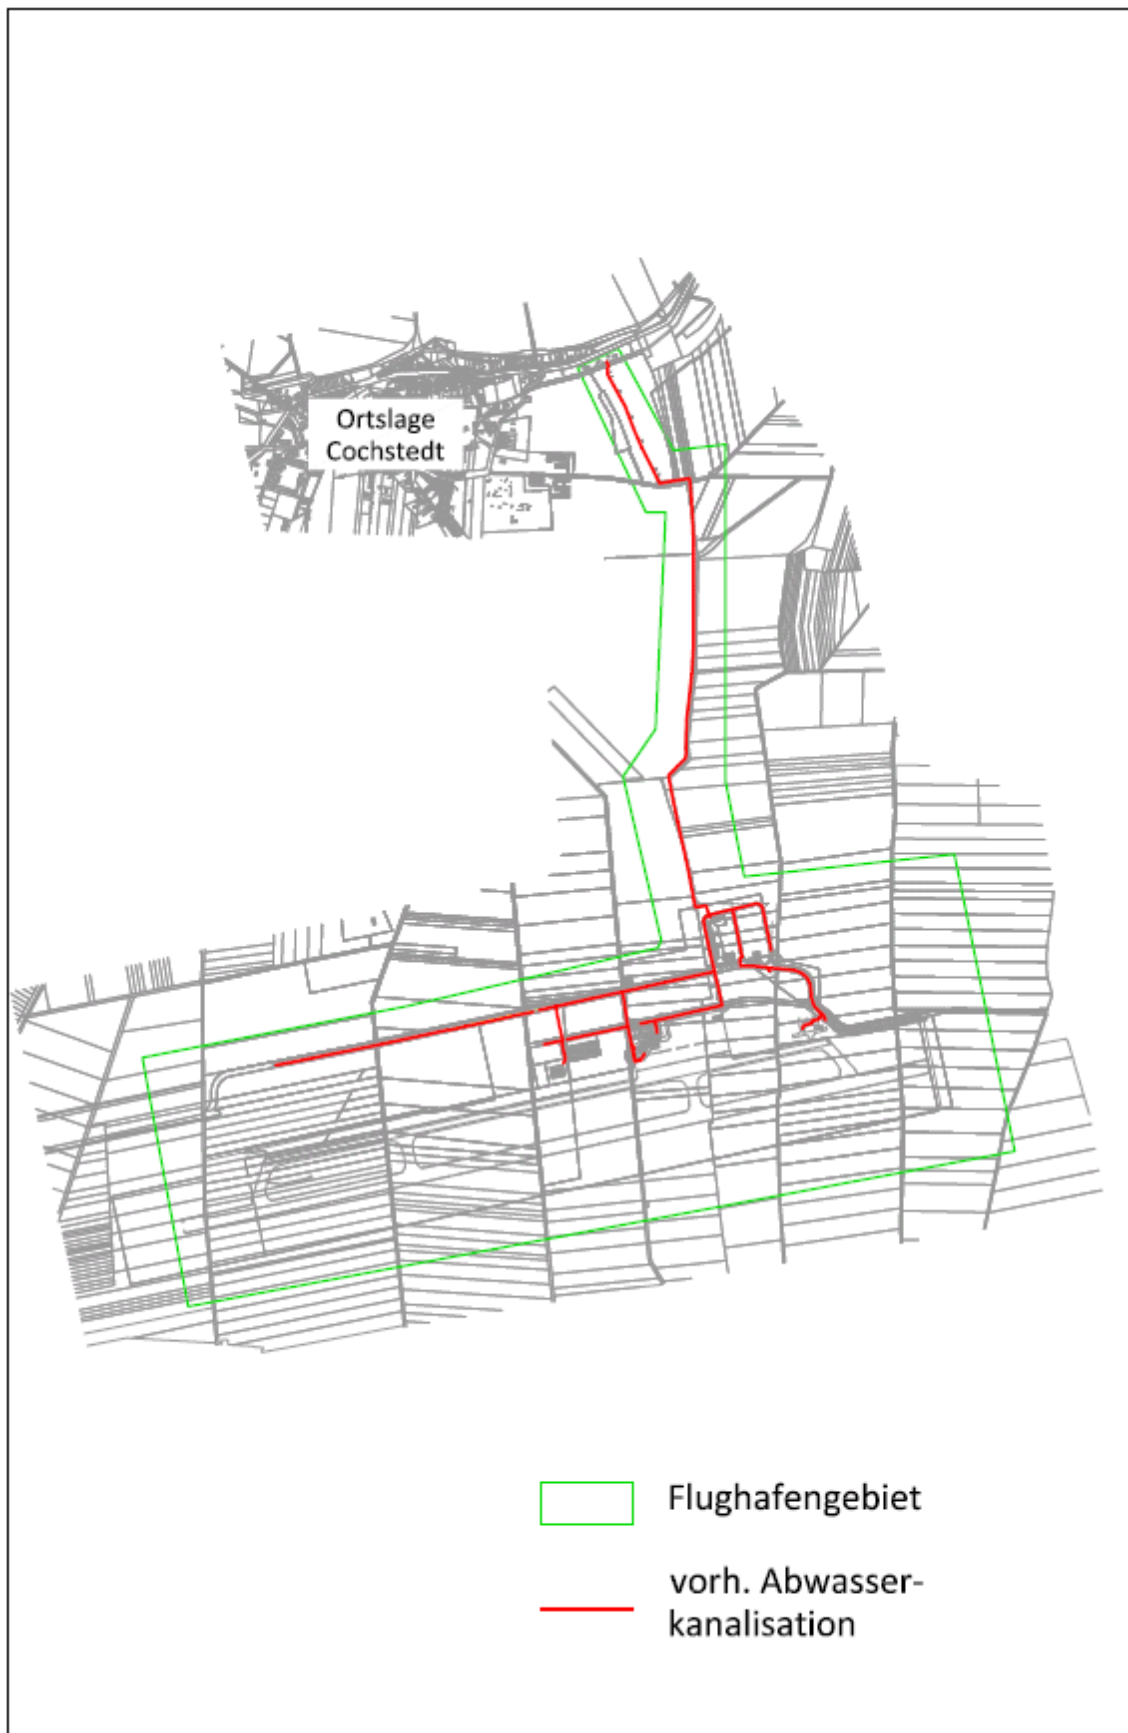 Ortslage
Cochstedt
Flughafengebiet
vorh. Abwasser-
kanalisation